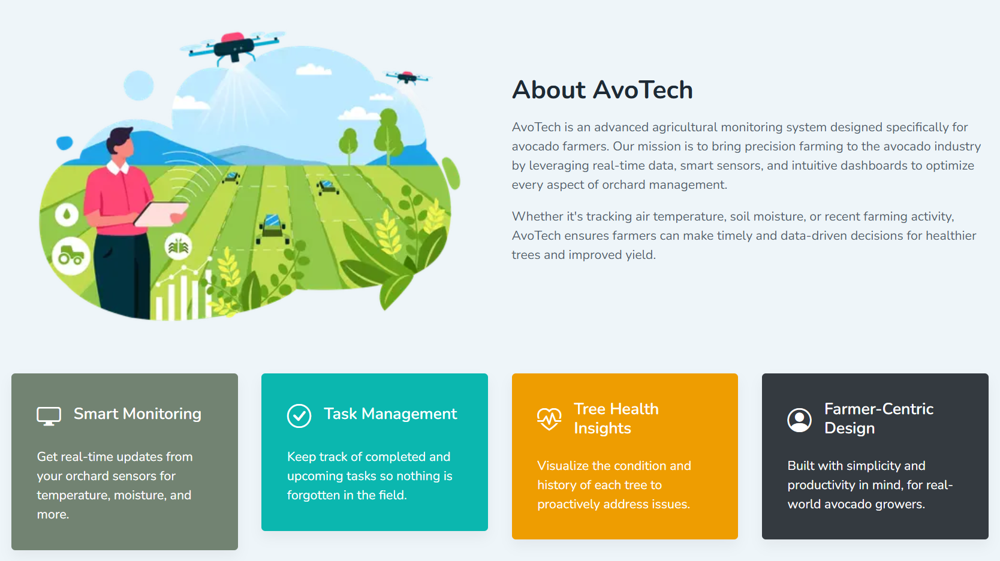 About AvoTech
AvoTech is an advanced agricultural monitoring system designed specifically for
avocado farmers. Our mission is to bring precision farming to the avocado industry
by leveraging real-time data, smart sensors, and intuitive dashboards to optimize
every aspect of orchard management.
Whether it's tracking air temperature, soil moisture, or recent farming activity,
AvoTech ensures farmers can make timely and data-driven decisions for healthier
trees and improved yield.
Smart Monitoring
Get real-time updates from
your orchard sensors for
temperature, moisture, and
more.
Task Management
Keep track of completed and
upcoming tasks so nothing is
forgotten in the field.
Tree Health
Insights
Visualize the condition and
history of each tree to
proactively address issues.
Farmer-Centric
Design
Built with simplicity and
productivity in mind, for real-
world avocado growers.